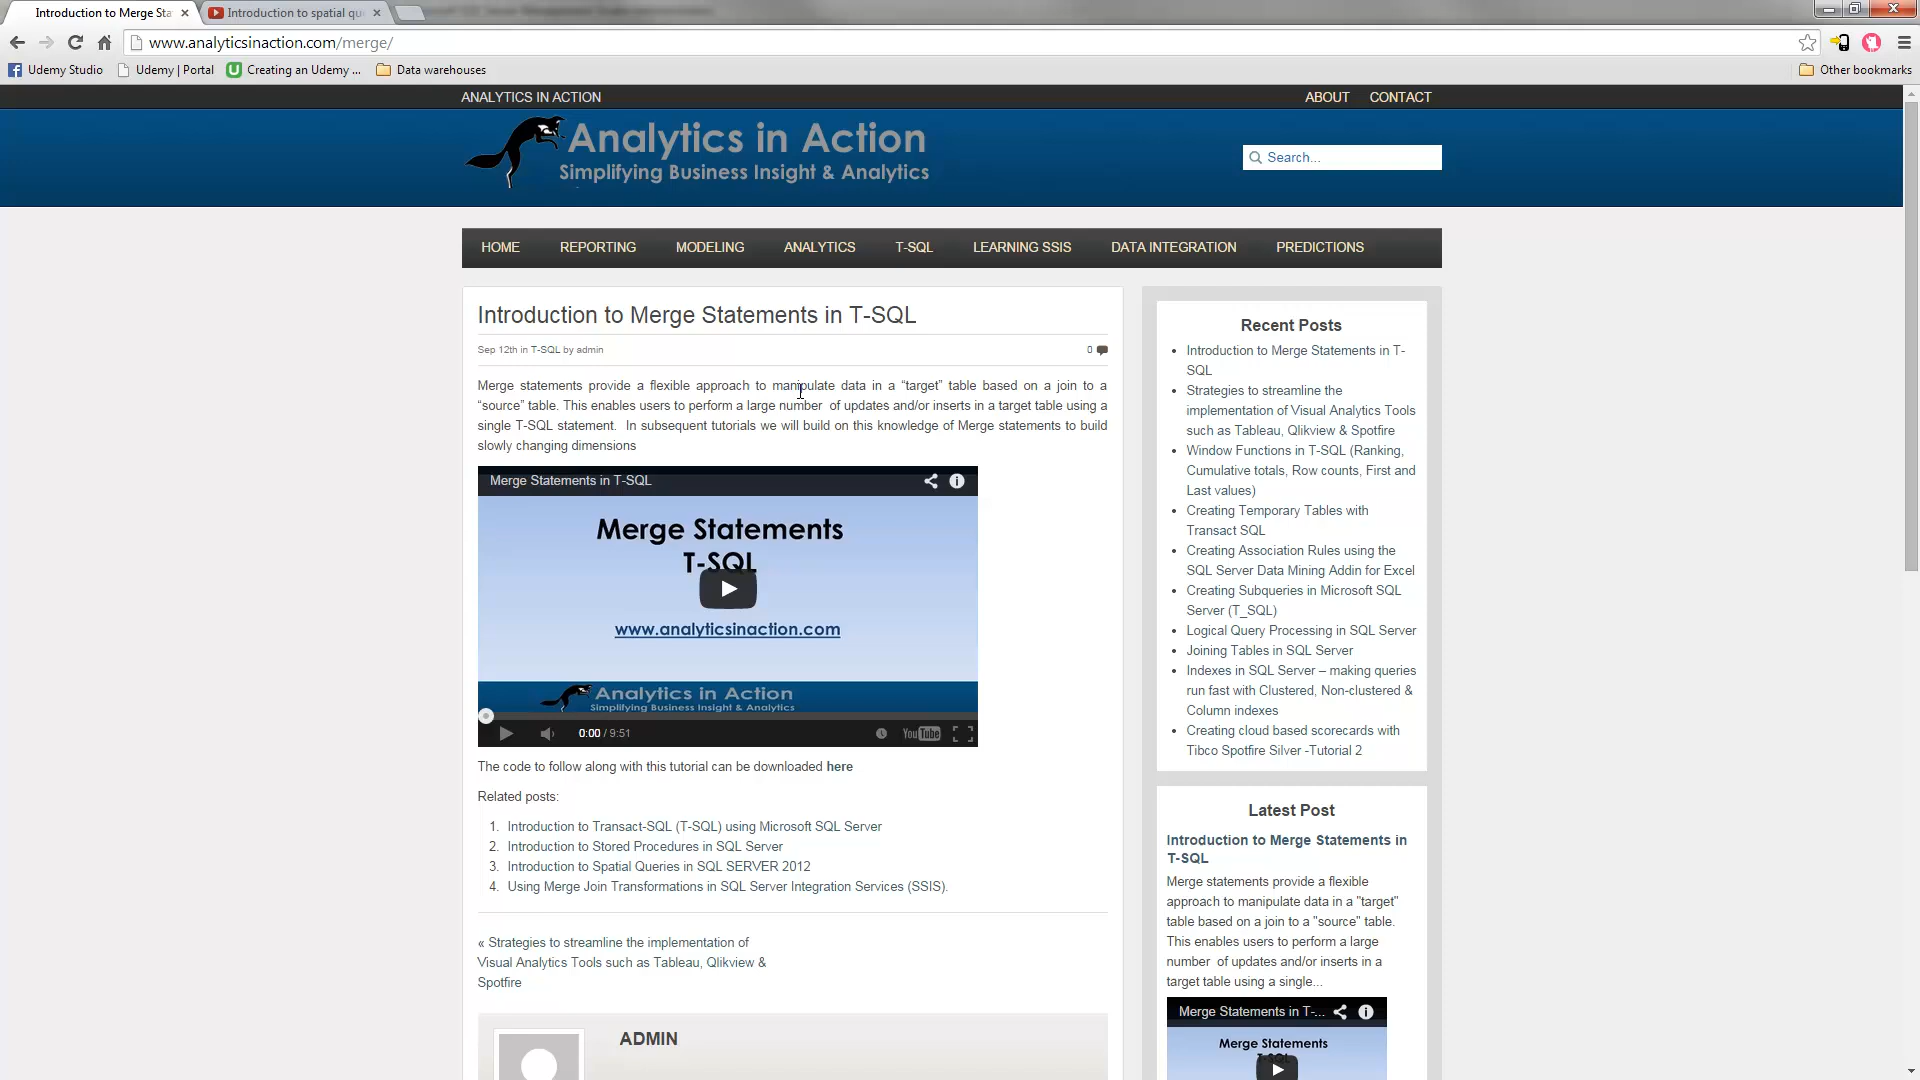 Introduction to Merge Sta
Introduction to spatial qu
www.analyticsinaction.com/merge/
Udemy Studio
Udemy | Portal
Creating an Udemy ...
Data warehouses
Other bookmarks
ANALYTICS IN ACTION
ABOUT
CONTACT
Analytics in Action
Simplifying Business Insight & Analytics
Search...
HOME
REPORTING
MODELING
ANALYTICS
T-SQL
LEARNING SSIS
DATA INTEGRATION
PREDICTIONS
Introduction to Merge Statements in T-SQL
Sep 12th in T-SQL by admin
0
Merge statements provide a flexible approach to manipulate data in a “target” table based on a join to a
“source” table. This enables users to perform a large number of updates and/or inserts in a target table using a
single T-SQL statement. In subsequent tutorials we will build on this knowledge of Merge statements to build
slowly changing dimensions
Merge Statements in T-SQL
Merge Statements
T-SQL
www.analyticsinaction.com
Analytics in Action
Simplifying Business Insight & Analytics
0:00 / 9:51
YouTube
The code to follow along with this tutorial can be downloaded here
Related posts:
1. Introduction to Transact-SQL (T-SQL) using Microsoft SQL Server
2. Introduction to Stored Procedures in SQL Server
3. Introduction to Spatial Queries in SQL SERVER 2012
4. Using Merge Join Transformations in SQL Server Integration Services (SSIS).
« Strategies to streamline the implementation of
Visual Analytics Tools such as Tableau, Qlikview &
Spotfire
ADMIN
Recent Posts
Introduction to Merge Statements in T-
SQL
Strategies to streamline the
implementation of Visual Analytics Tools
such as Tableau, Qlikview & Spotfire
Window Functions in T-SQL (Ranking,
Cumulative totals, Row counts, First and
Last values)
Creating Temporary Tables with
Transact SQL
Creating Association Rules using the
SQL Server Data Mining Addin for Excel
Creating Subqueries in Microsoft SQL
Server (T_SQL)
Logical Query Processing in SQL Server
Joining Tables in SQL Server
Indexes in SQL Server – making queries
run fast with Clustered, Non-clustered &
Column indexes
Creating cloud based scorecards with
Tibco Spotfire Silver -Tutorial 2
Latest Post
Introduction to Merge Statements in
T-SQL
Merge statements provide a flexible
approach to manipulate data in a "target"
table based on a join to a "source" table.
This enables users to perform a large
number of updates and/or inserts in a
target table using a single...
Merge Statements in T-...
Merge Statements
T-SQL